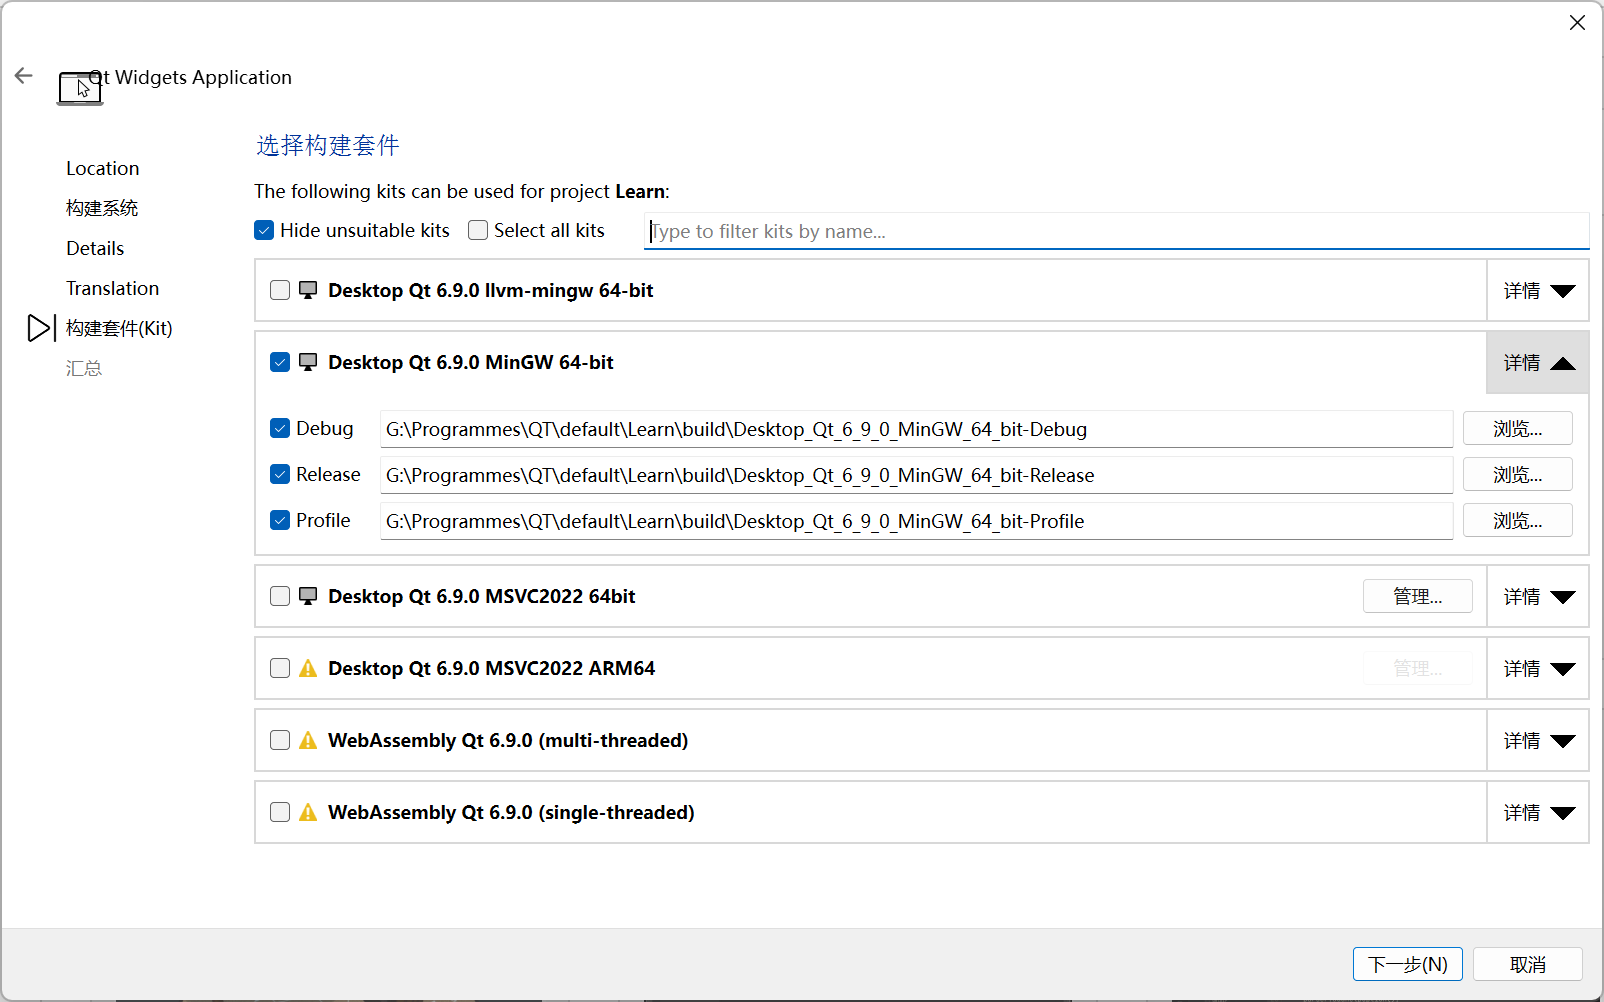 Qt Widgets Application
Location
构建系统
Details
Translation
构建套件(Kit)
汇总
选择构建套件
The following kits can be used for project Learn:
Hide unsuitable kits Select all kits Type to filter kits by name...
Desktop Qt 6.9.0 llvm-mingw 64-bit 详情
Desktop Qt 6.9.0 MinGW 64-bit 详情
Debug G:\Programmes\QT\default\Learn\build\Desktop_Qt_6_9_0_MinGW_64_bit-Debug 浏览...
Release G:\Programmes\QT\default\Learn\build\Desktop_Qt_6_9_0_MinGW_64_bit-Release 浏览...
Profile G:\Programmes\QT\default\Learn\build\Desktop_Qt_6_9_0_MinGW_64_bit-Profile 浏览...
Desktop Qt 6.9.0 MSVC2022 64bit 管理... 详情
Desktop Qt 6.9.0 MSVC2022 ARM64 管理... 详情
WebAssembly Qt 6.9.0 (multi-threaded) 详情
WebAssembly Qt 6.9.0 (single-threaded) 详情
下一步(N) 取消